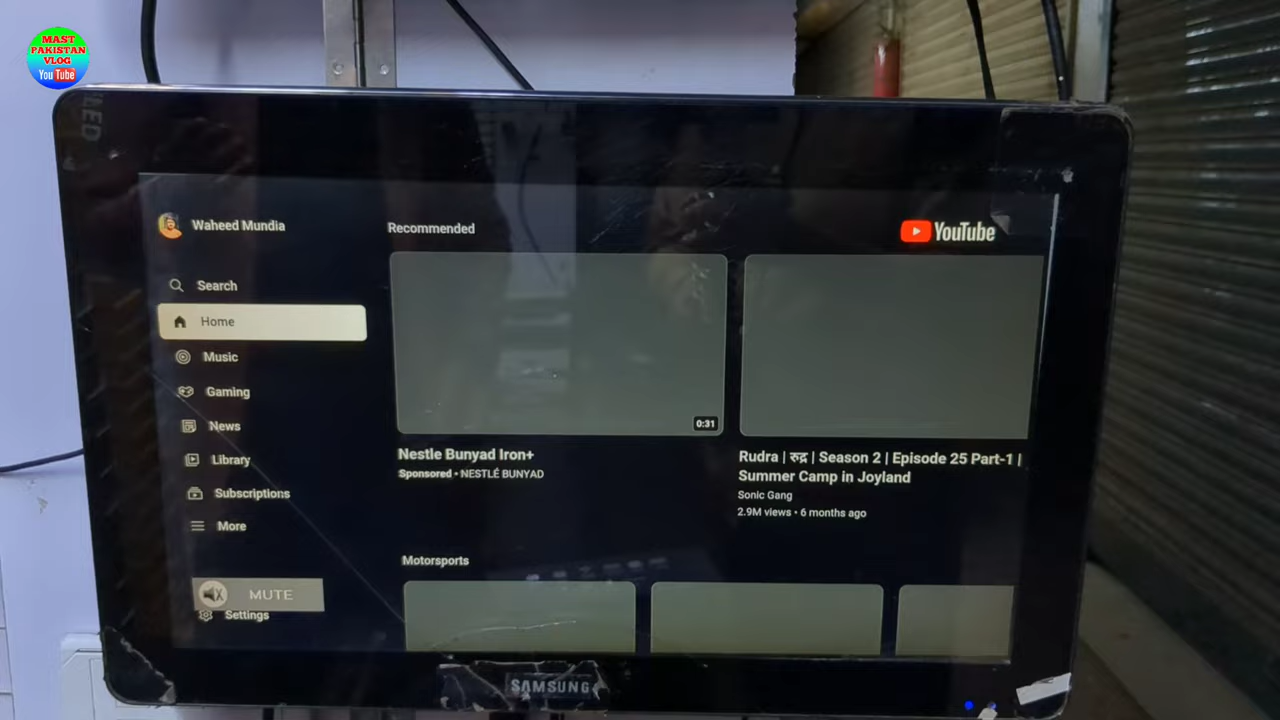 MAST
PAKISTAN
VLOG
You Tube
Waheed Mundia
Recommended
YouTube
Search
Home
Music
Gaming
News
Library
Subscriptions
More
MUTE
Settings
0:31
Nestle Bunyad Iron+
Sponsored • NESTLÉ BUNYAD
Rudra | रुद्र | Season 2 | Episode 25 Part-1 |
Summer Camp in Joyland
Sonic Gang
2.9M views • 6 months ago
Motorsports
SAMSUNG